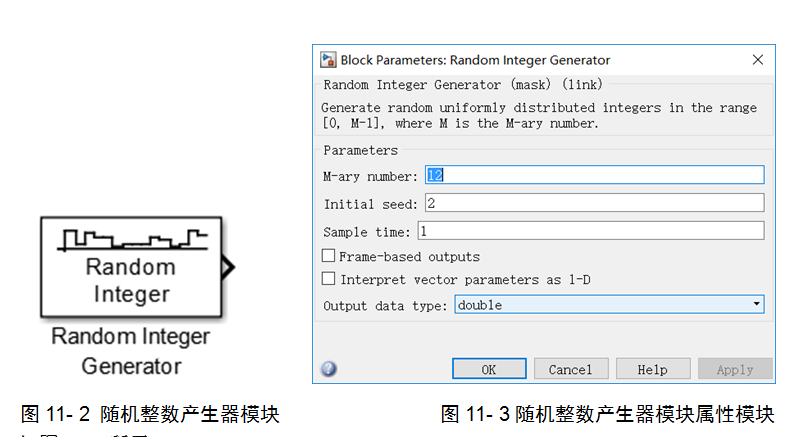 Block Parameters: Random Integer Generator
Random Integer Generator (mask) (link)
Generate random uniformly distributed integers in the range
[0, M-1], where M is the M-ary number.
Parameters
M-ary number: 12
Initial seed: 2
Sample time: 1
Frame-based outputs
Interpret vector parameters as 1-D
Output data type: double
OK Cancel Help Apply
Random
Integer
Random Integer
Generator
图 11- 2 随机整数产生器模块
图 11- 3 随机整数产生器模块属性模块